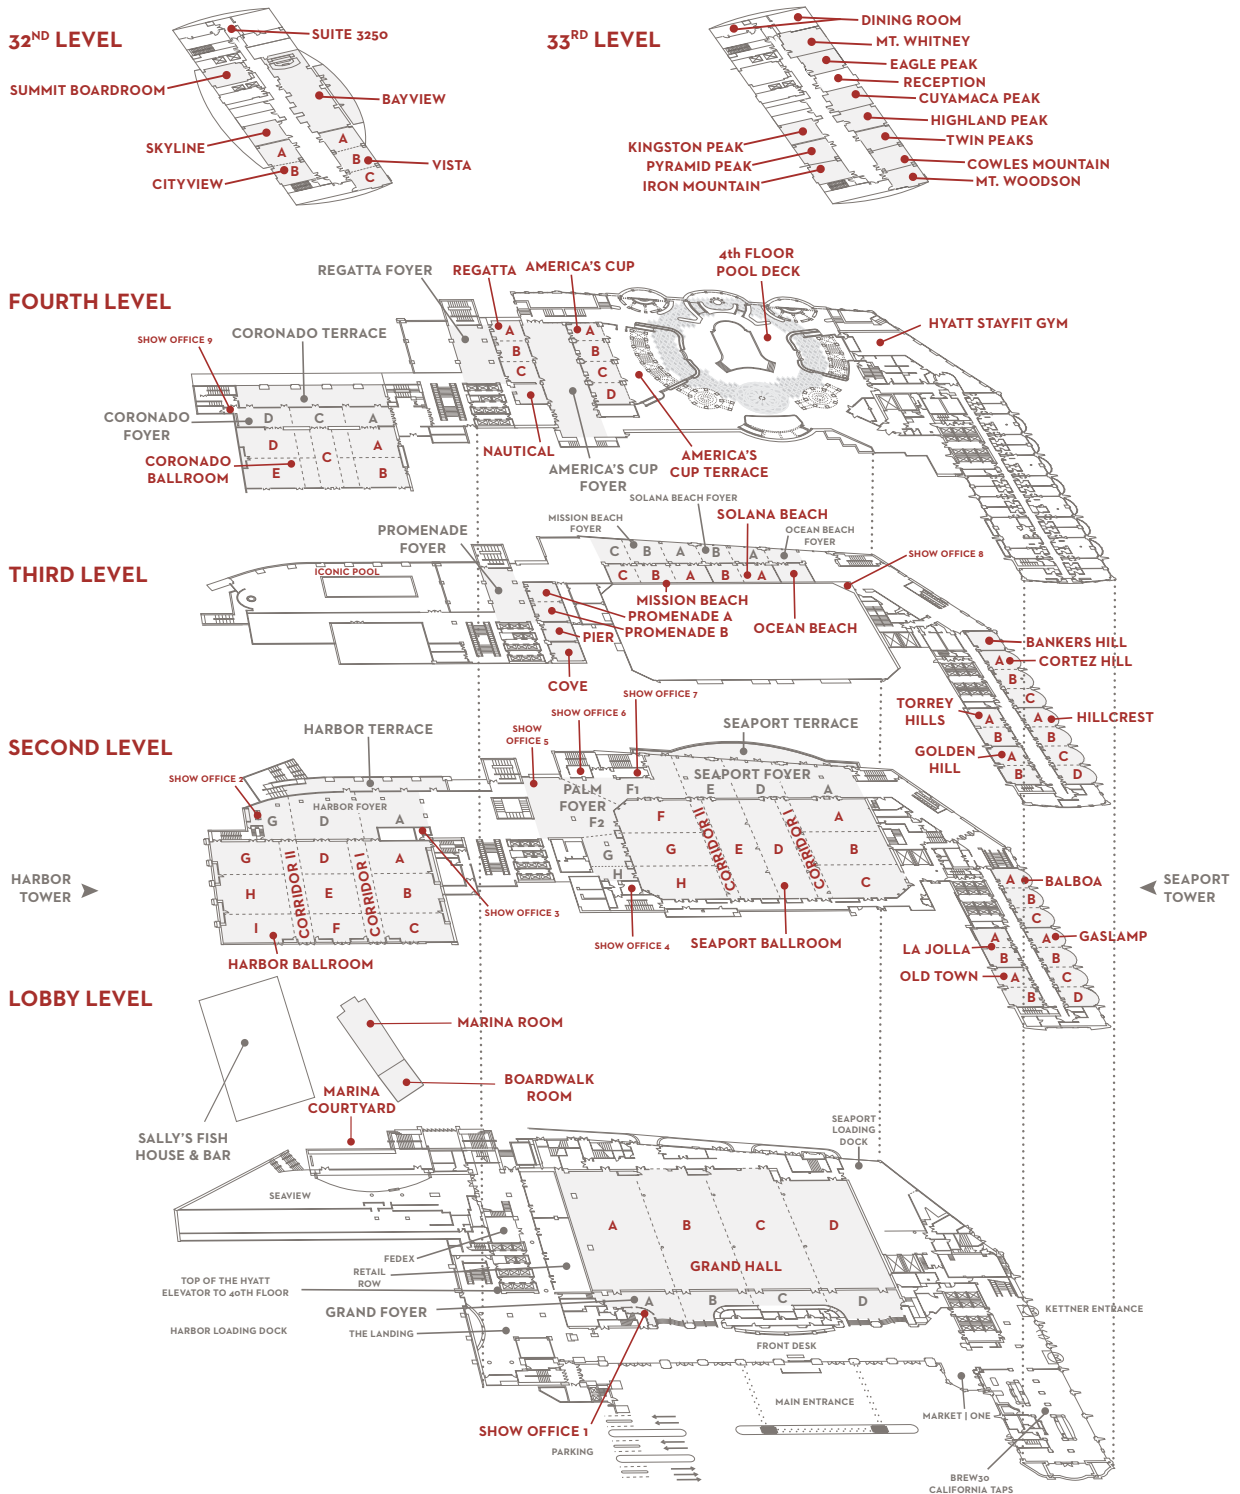 32ND LEVEL
SUITE 3250
SUMMIT BOARDROOM
BAYVIEW
SKYLINE
A
A
B
VISTA
CITYVIEW
B
C
33RD LEVEL
DINING ROOM
MT. WHITNEY
EAGLE PEAK
RECEPTION
CUYAMACA PEAK
HIGHLAND PEAK
TWIN PEAKS
KINGSTON PEAK
PYRAMID PEAK
COWLES MOUNTAIN
IRON MOUNTAIN
MT. WOODSON
FOURTH LEVEL
REGATTA FOYER
REGATTA
AMERICA'S CUP
4th FLOOR
POOL DECK
HYATT STAYFIT GYM
SHOW OFFICE 9
CORONADO TERRACE
A
B
C
A
B
C
D
CORONADO
FOYER
D C A
D
C
A
E
B
CORONADO
BALLROOM
NAUTICAL
AMERICA'S CUP
FOYER
AMERICA'S
CUP TERRACE
THIRD LEVEL
PROMENADE
FOYER
SOLANA BEACH FOYER
SOLANA BEACH
MISSION BEACH
FOYER
OCEAN BEACH
FOYER
SHOW OFFICE 8
C B A B A
C B A B A
ICONIC POOL
MISSION BEACH
PROMENADE A
PROMENADE B
PIER
OCEAN BEACH
COVE
BANKERS HILL
A
CORTEZ HILL
B
C
TORREY
HILLS
A
B
A
HILLCREST
B
C
D
GOLDEN
HILL
A
B
SECOND LEVEL
HARBOR TERRACE
SHOW OFFICE 7
SHOW OFFICE 6
SHOW
OFFICE 5
SEAPORT TERRACE
SHOW OFFICE 2
HARBOR FOYER
G D A
SEAPORT FOYER
PALM
FOYER
F1
E D A
F2
G
H
G
CORRIDOR II
D
CORRIDOR I
A
H
E
B
I
F
C
F
CORRIDOR II
CORRIDOR I
A
G
E
D
B
H
C
HARBOR
TOWER
SEAPORT
TOWER
SHOW OFFICE 3
SHOW OFFICE 4
HARBOR BALLROOM
SEAPORT BALLROOM
A
BALBOA
B
C
LA JOLLA
A
B
A
GASLAMP
B
C
D
OLD TOWN
A
B
LOBBY LEVEL
MARINA ROOM
BOARDWALK
ROOM
MARINA
COURTYARD
SALLY'S FISH
HOUSE & BAR
SEAPORT
LOADING
DOCK
SEAVIEW
A B C D
GRAND HALL
FEDEX
RETAIL
ROW
TOP OF THE HYATT
ELEVATOR TO 40TH FLOOR
GRAND FOYER
A B C D
KETTNER ENTRANCE
HARBOR LOADING DOCK
THE LANDING
FRONT DESK
MAIN ENTRANCE
MARKET | ONE
SHOW OFFICE 1
PARKING
BREW30
CALIFORNIA TAPS